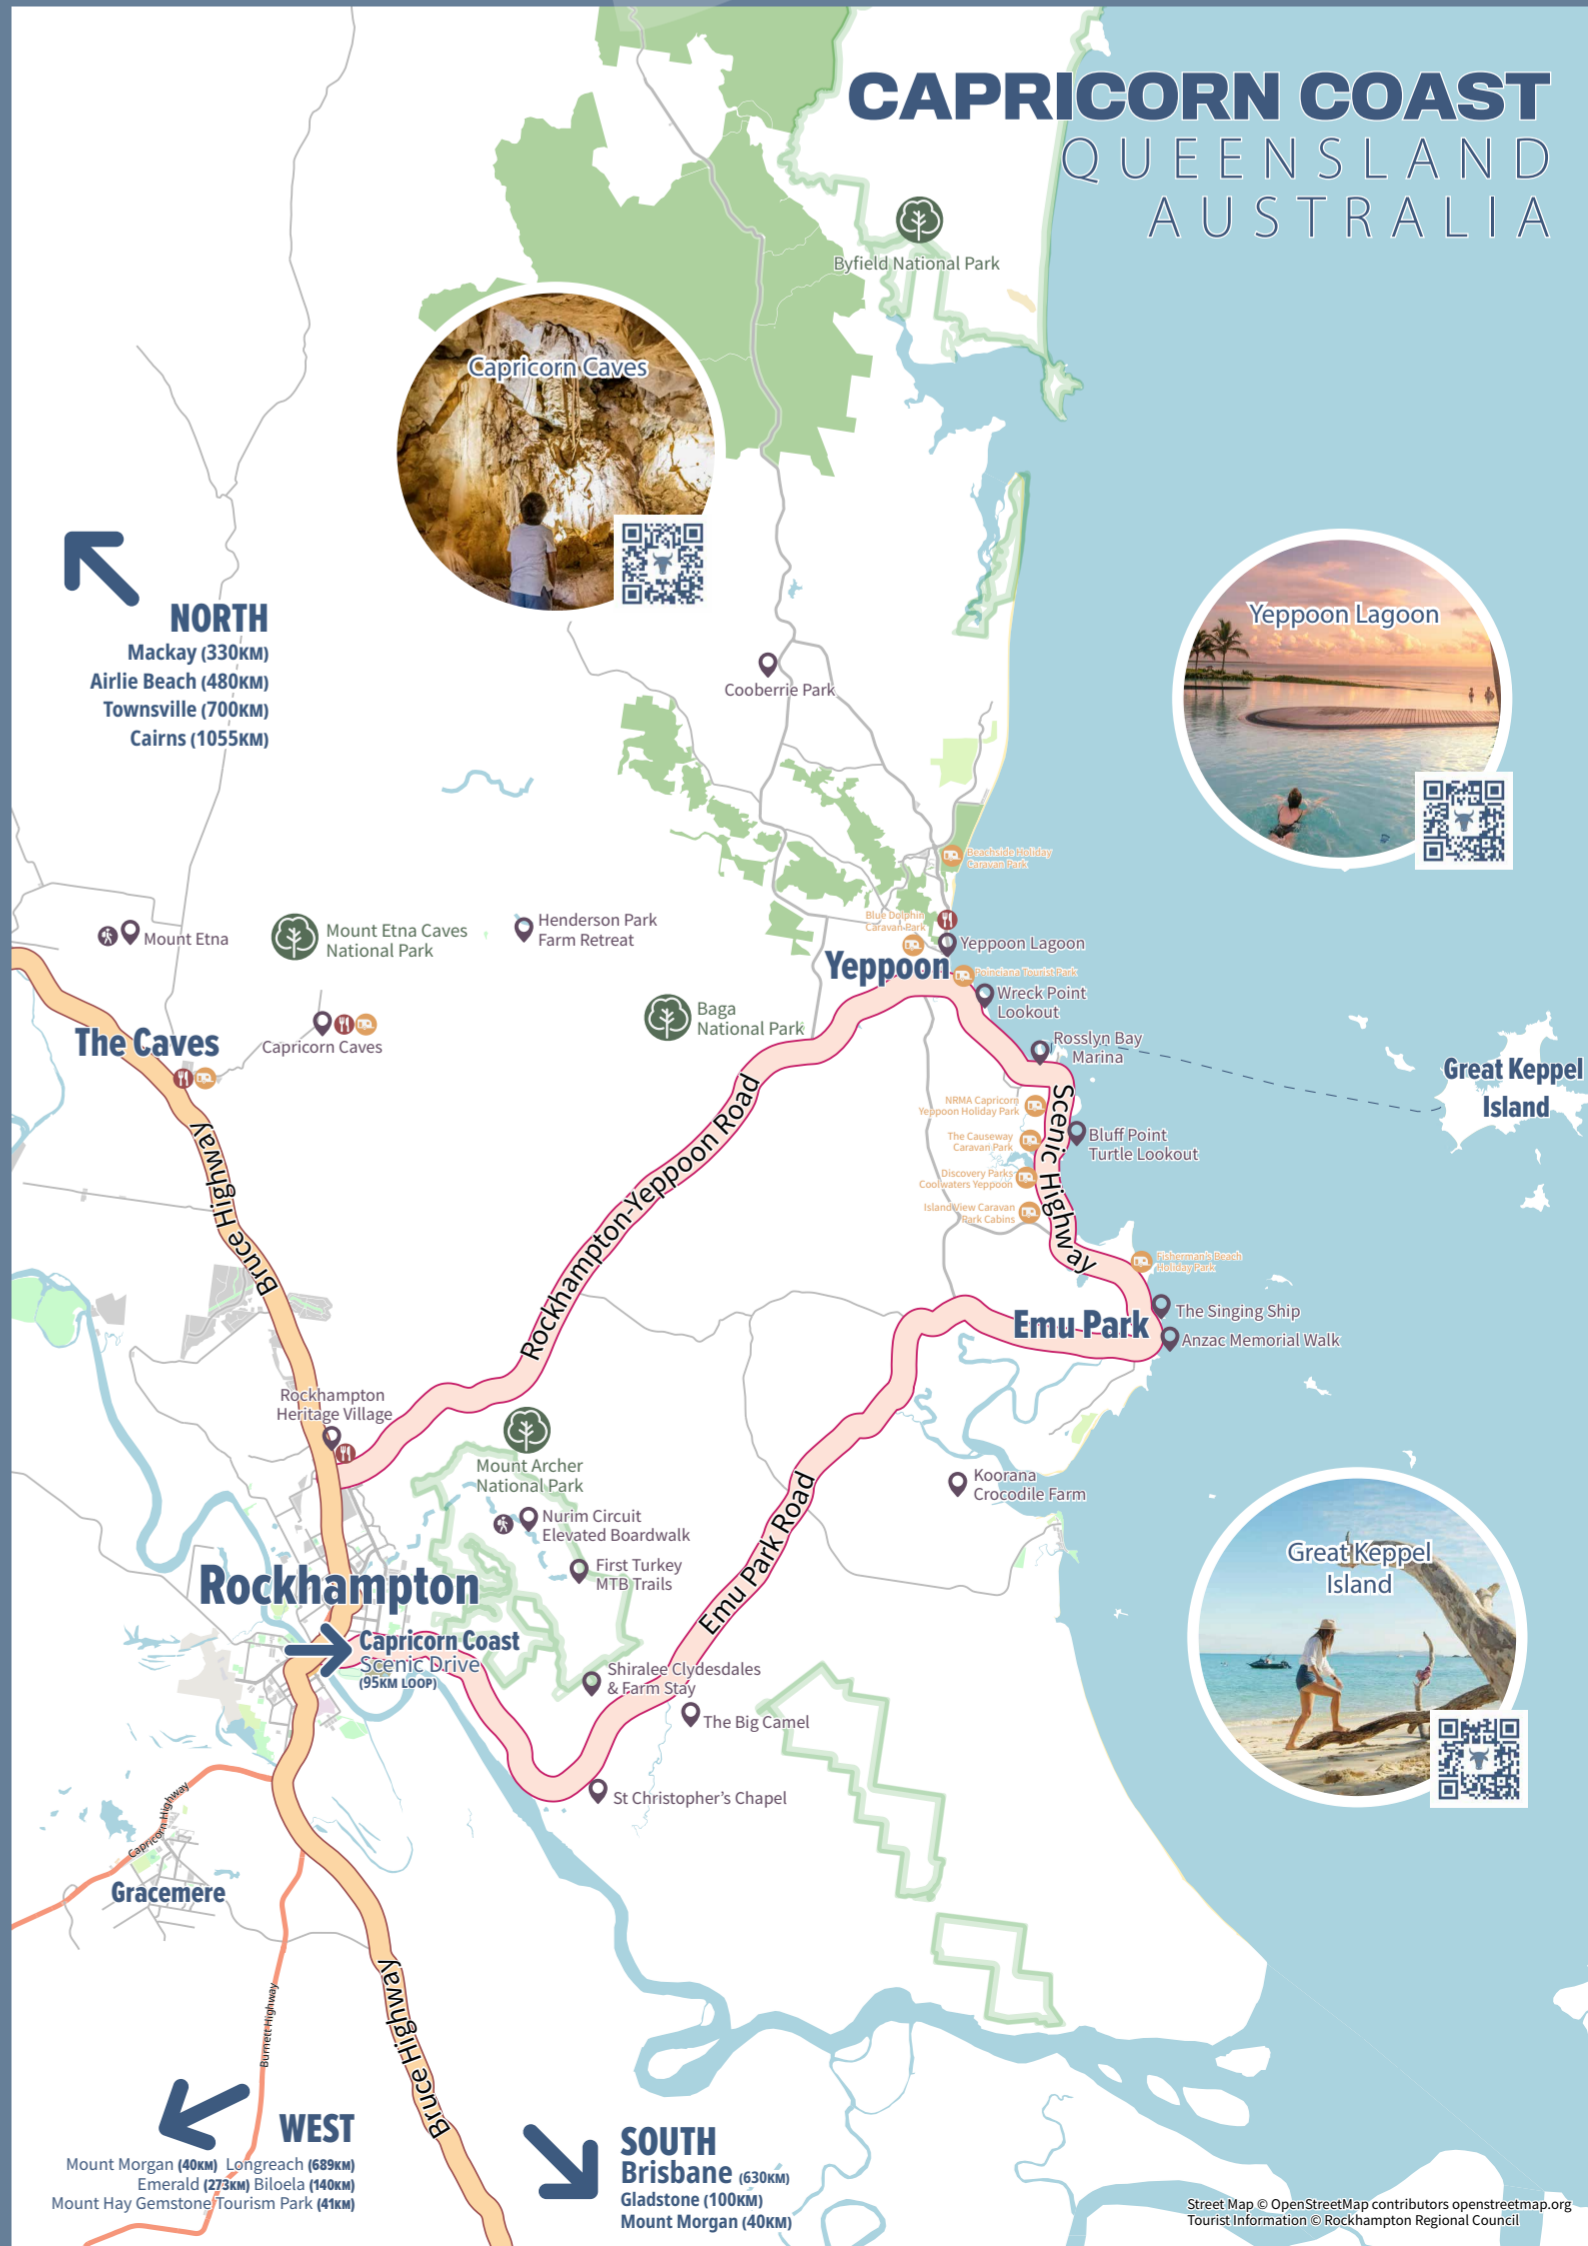 CAPRICORN COAST
QUEENSLAND
AUSTRALIA
Byfield National Park
Capricorn Caves
NORTH
Mackay (330KM)
Airlie Beach (480KM)
Townsville (700KM)
Cairns (1055KM)
Yeppoon Lagoon
Cooberrie Park
Beachside Holiday
Caravan Park
Blue Dolphin
Caravan Park
Yeppoon Lagoon
Yeppoon
Poinciana Tourist Park
Wreck Point
Lookout
Mount Etna
Mount Etna Caves
National Park
Henderson Park
Farm Retreat
Baga
National Park
The Caves
Capricorn Caves
Rosslyn Bay
Marina
Great Keppel
Island
NRMA Capricorn
Yeppoon Holiday Park
The Causeway
Caravan Park
Discovery Parks
Coolwaters Yeppoon
Island View Caravan
Park Cabins
Scenic Highway
Bluff Point
Turtle Lookout
Bruce Highway
Rockhampton-Yeppoon Road
Fisherman's Beach
Holiday Park
Emu Park
The Singing Ship
Anzac Memorial Walk
Rockhampton
Heritage Village
Mount Archer
National Park
Nurim Circuit
Elevated Boardwalk
First Turkey
MTB Trails
Koorana
Crocodile Farm
Emu Park Road
Great Keppel
Island
Rockhampton
Capricorn Coast
Scenic Drive
(95KM LOOP)
Shiralee Clydesdales
& Farm Stay
The Big Camel
St Christopher's Chapel
Capricorn Highway
Gracemere
Burnett Highway
Bruce Highway
WEST
Mount Morgan (40KM) Longreach (689KM)
Emerald (273KM) Biloela (140KM)
Mount Hay Gemstone Tourism Park (41KM)
SOUTH
Brisbane (630KM)
Gladstone (100KM)
Mount Morgan (40KM)
Street Map © OpenStreetMap contributors openstreetmap.org
Tourist Information © Rockhampton Regional Council